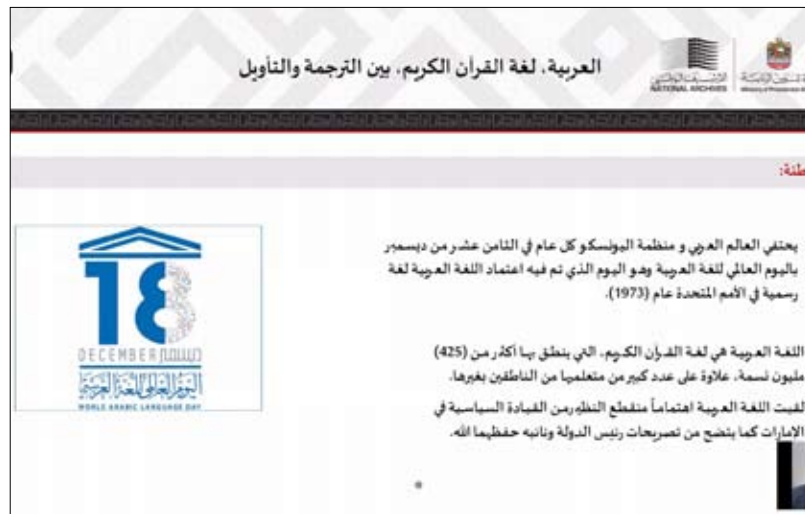 العربية، لغة القرآن الكريم، بين الترجمة والتأويل
NATIONAL ARCHIVES
يحتفي العالم العربي و منظمة اليونسكو كل عام في الثامن عشر من ديسمبر
باليوم العالمي للغة العربية وهو اليوم الذي تم فيه اعتماد اللغة العربية لغة
رسمية في الأمم المتحدة عام (1973).
18
DECEMBER ديسمبر
اليوم العالمي للغة العربية
WORLD ARABIC LANGUAGE DAY
اللغة العربية هي لغة القرآن الكريم، التي ينطق بها أكثر من (425)
مليون نسمة، علاوة على عدد كبير من متعلميها من الناطقين بغيرها.
لقيت اللغة العربية اهتماماً منقطع النظير من القيادة السياسية في
الإمارات كما يتضح من تصريحات رئيس الدولة ونائبه حفظهما الله.